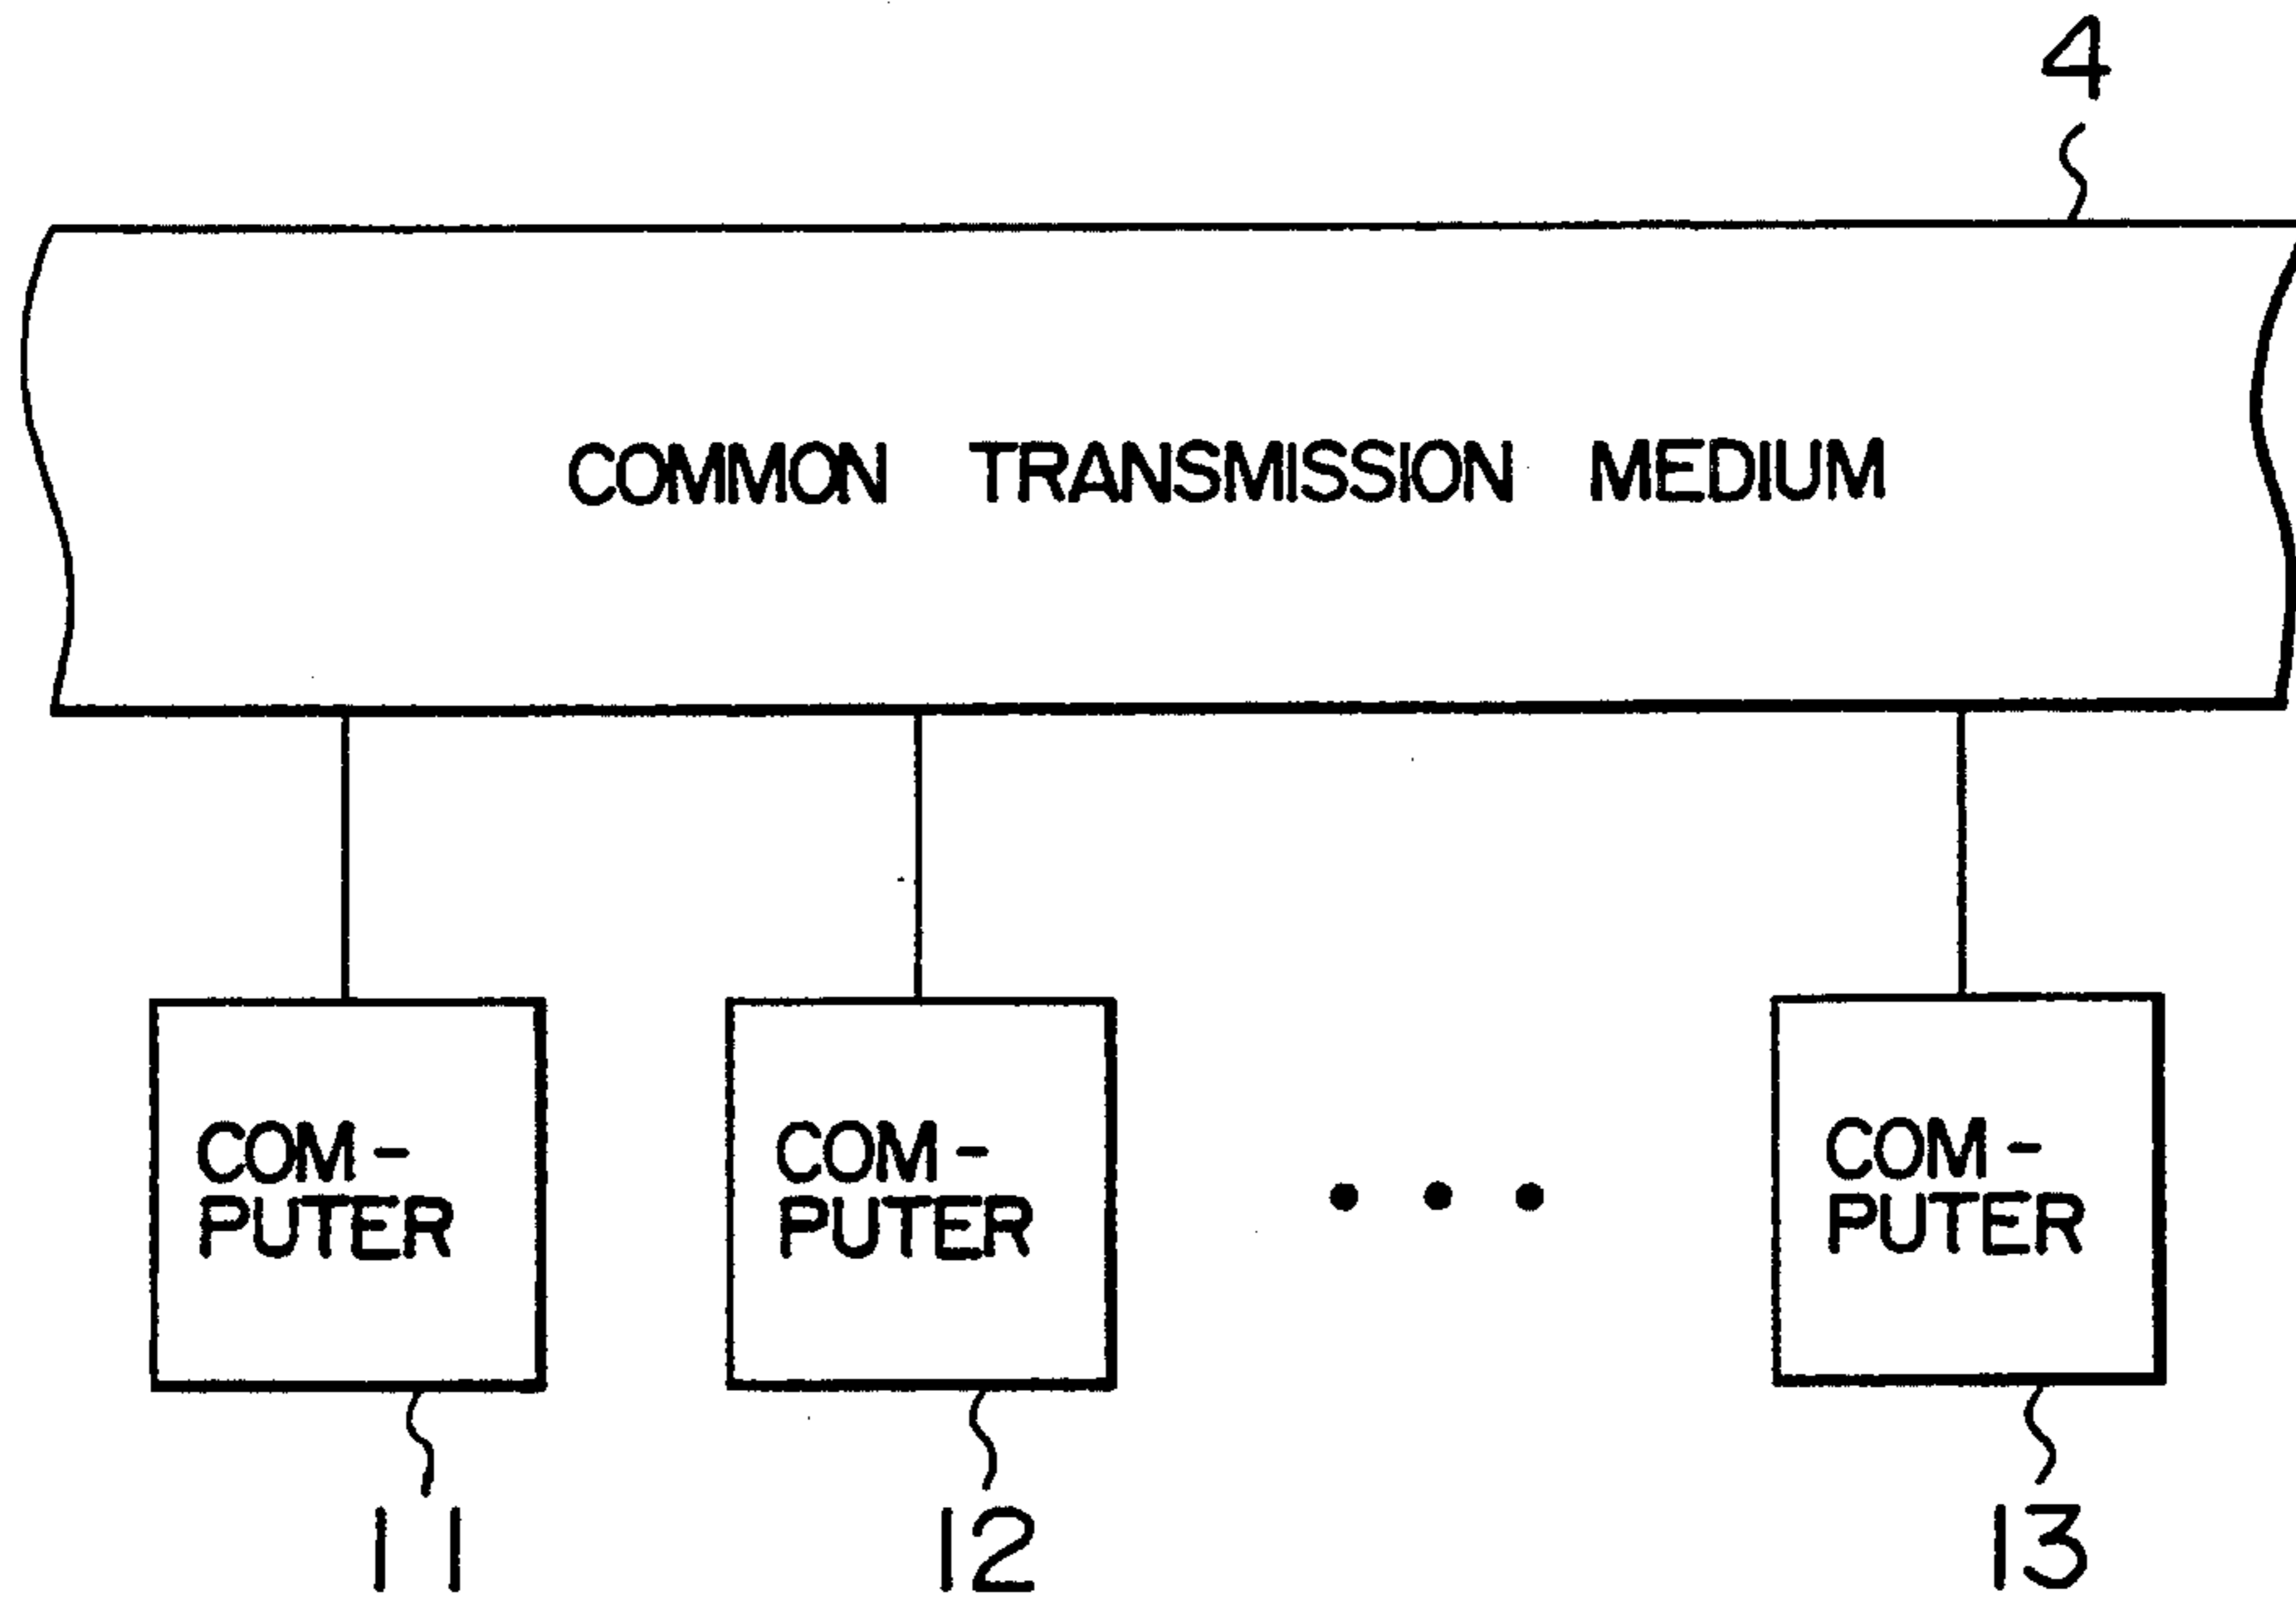 4
COMMON TRANSMISSION MEDIUM
COM-
PUTER
COM-
PUTER
COM-
PUTER
11
12
13